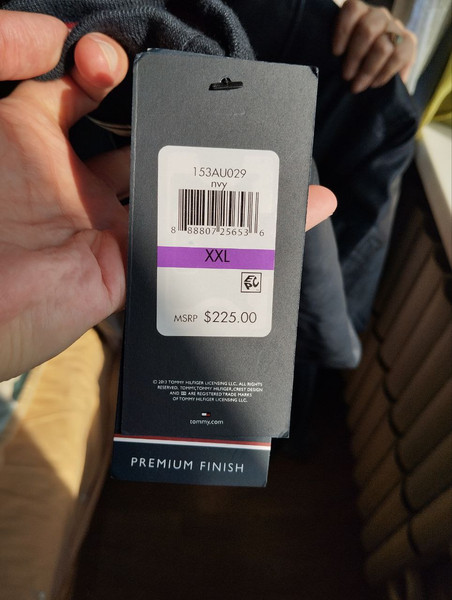 153AU029
nvy
8 88807 25653 6
XXL
MSRP $225.00
© 2013 TOMMY HILFIGER LICENSING LLC. ALL RIGHTS
RESERVED. TOMMY,TOMMY HILFIGER,CREST DESIGN
AND ARE REGISTERED TRADE MARKS
OF TOMMY HILFIGER LICENSING, LLC.
tommy.com
PREMIUM FINISH